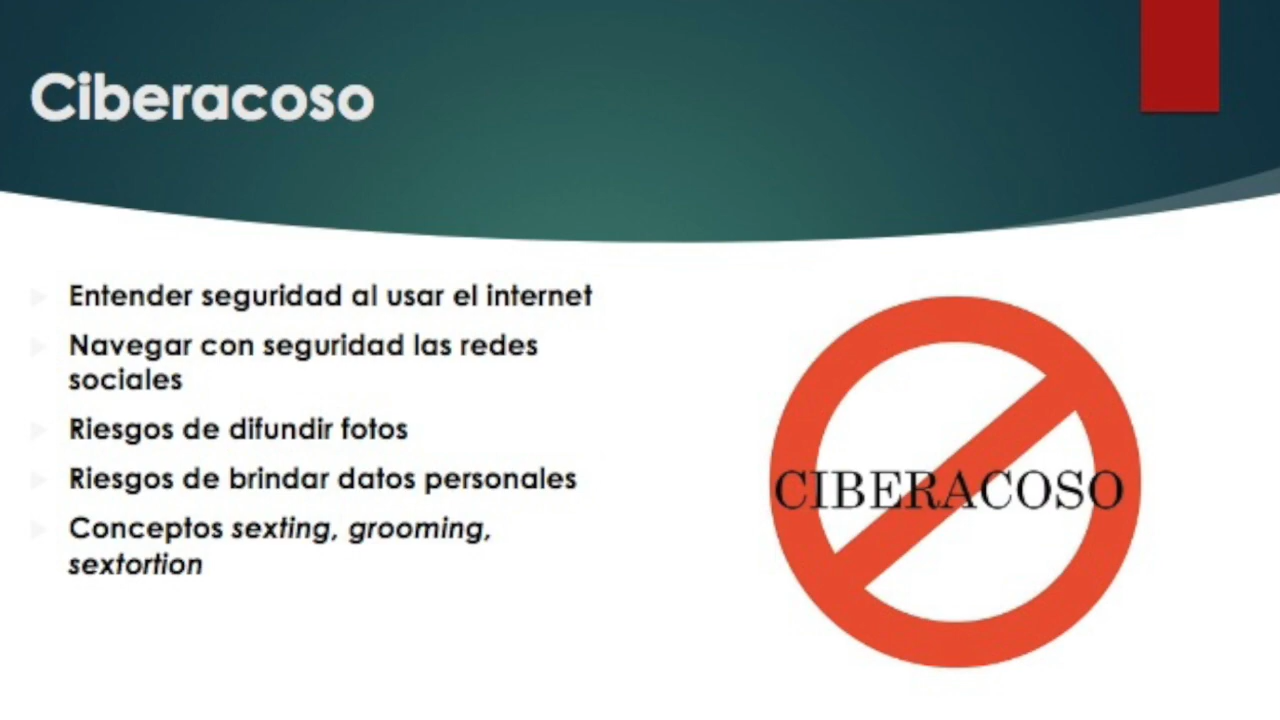 Ciberacoso
Entender seguridad al usar el internet
Navegar con seguridad las redes
sociales
Riesgos de difundir fotos
Riesgos de brindar datos personales
Conceptos sexting, grooming,
sextortion
CIBERACOSO